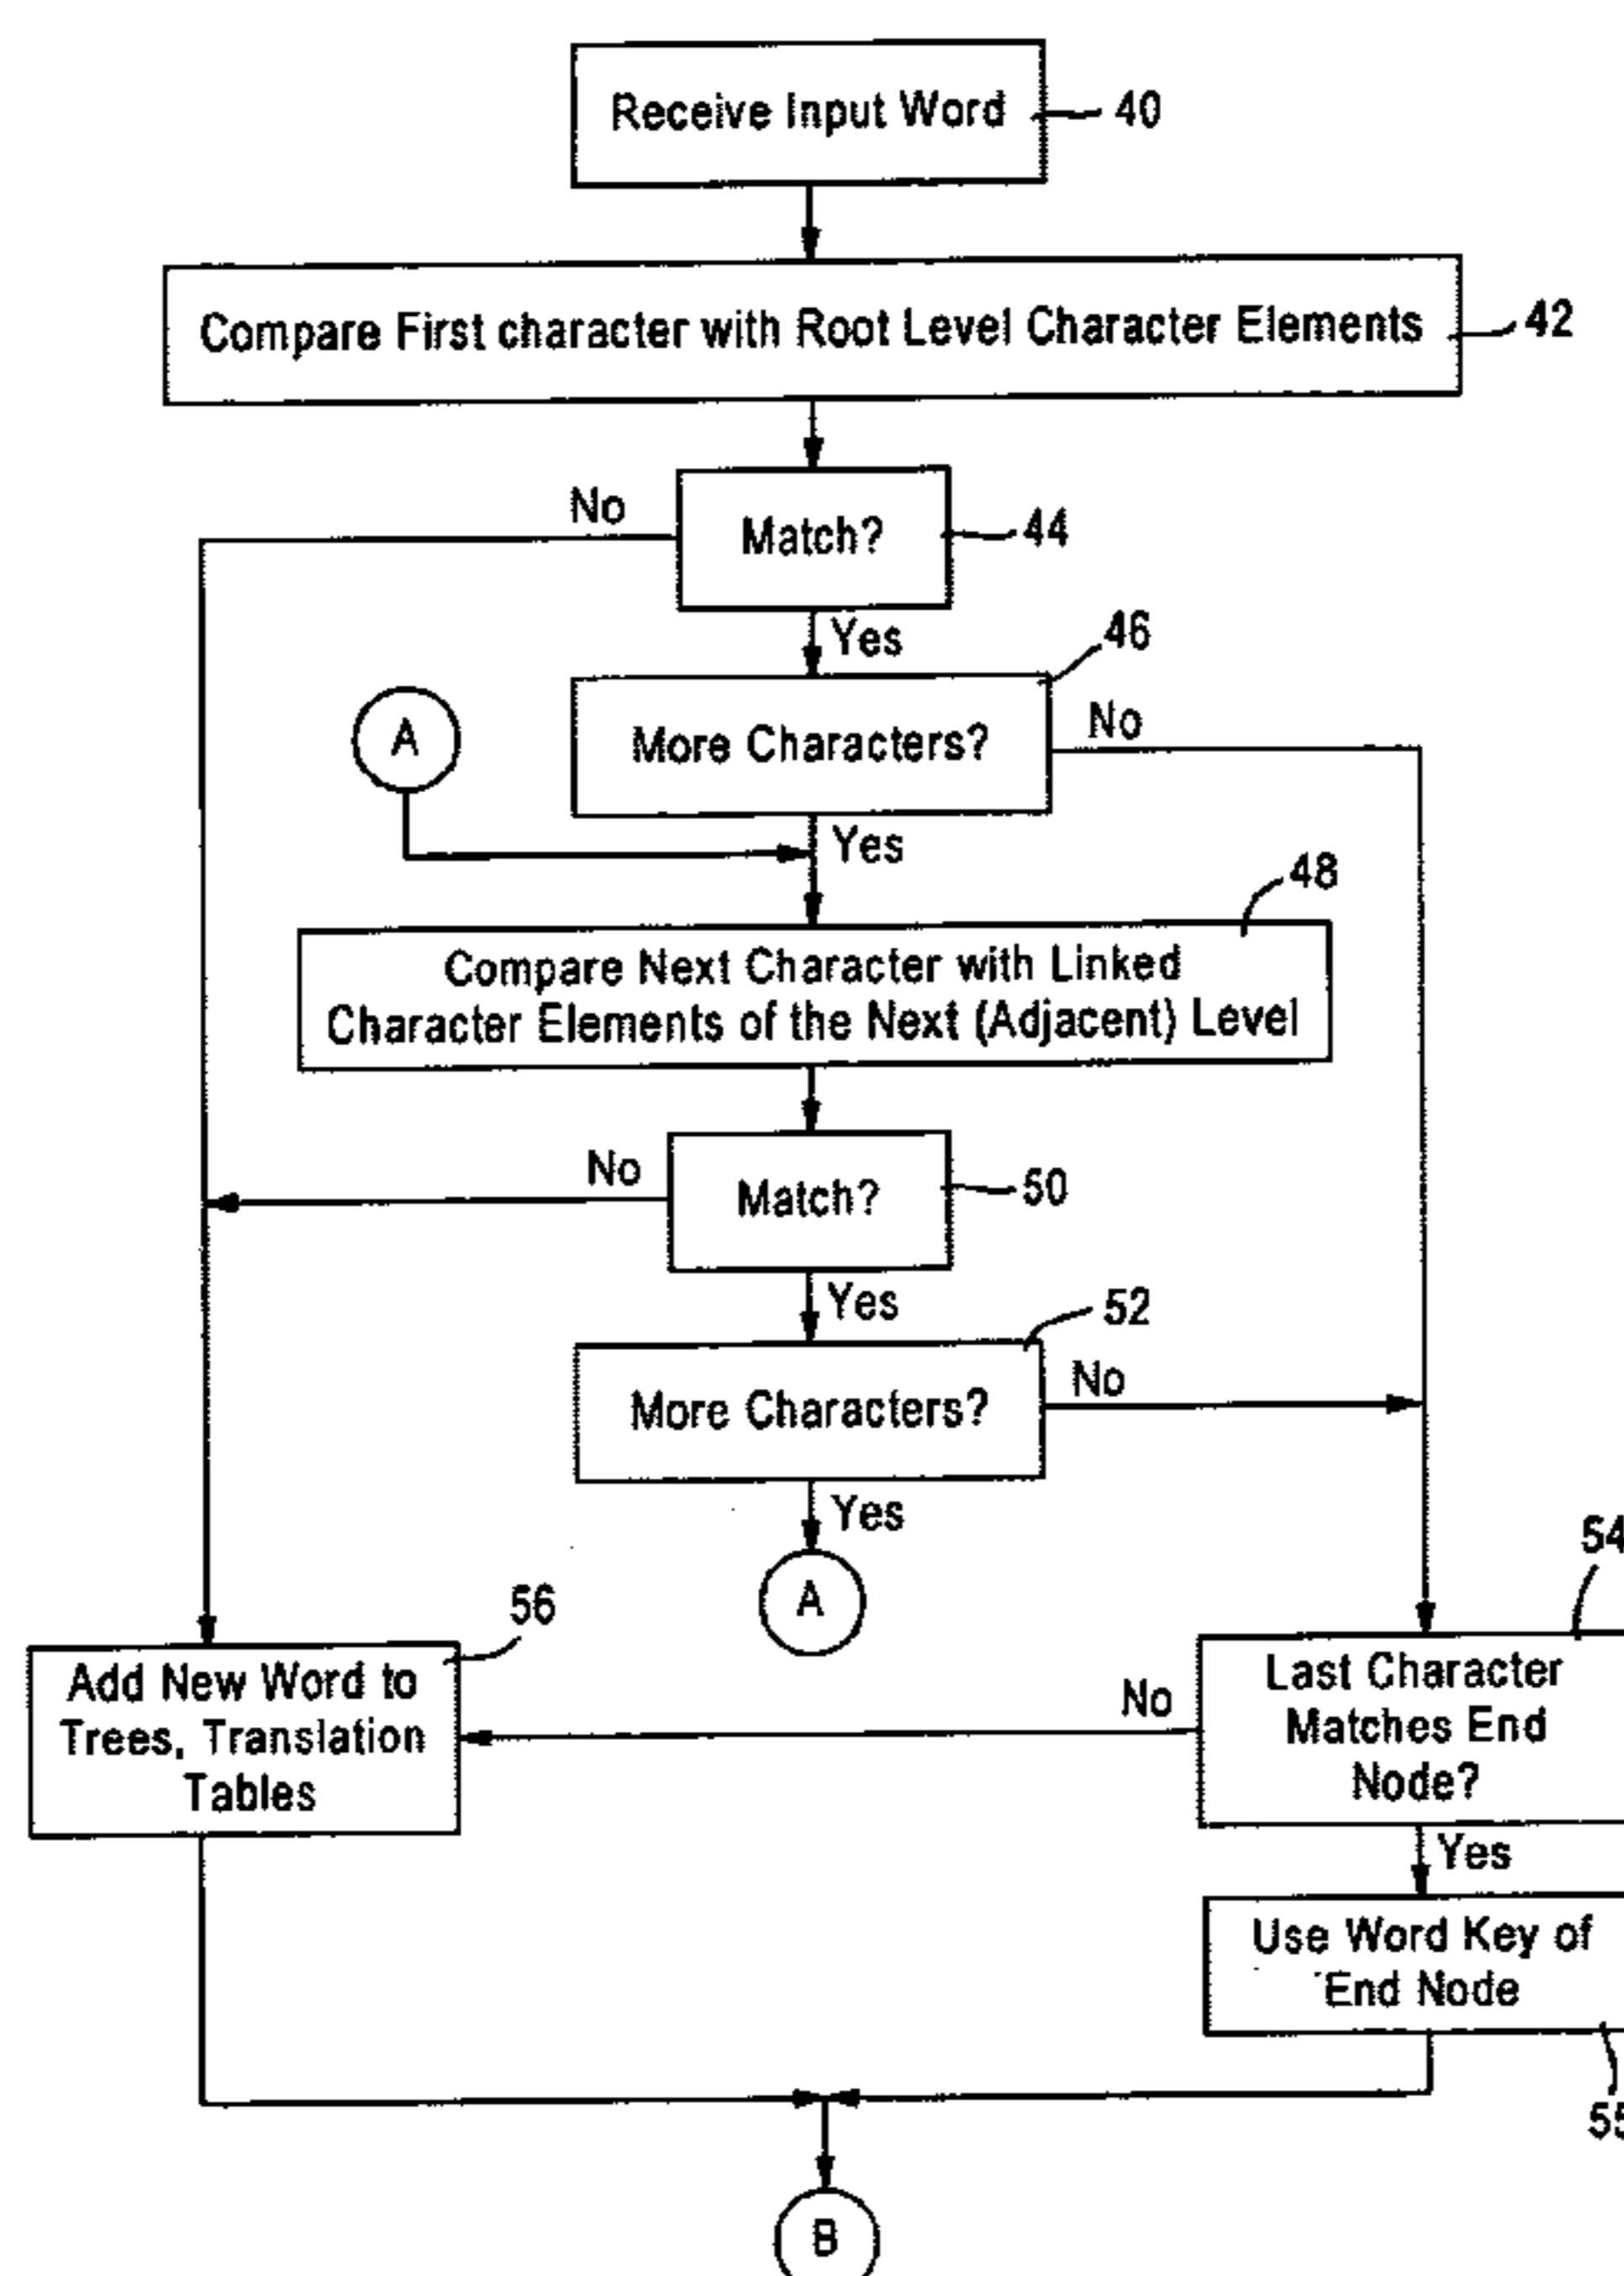 Receive Input Word
40
Compare First character with Root Level Character Elements
42
No
Match?
44
Yes
46
A
More Characters?
No
Yes
48
Compare Next Character with Linked
Character Elements of the Next (Adjacent) Level
No
Match?
50
Yes
52
More Characters?
No
Yes
A
54
56
Add New Word to
Trees, Translation
Tables
No
Last Character
Matches End
Node?
Yes
Use Word Key of
End Node
55
B